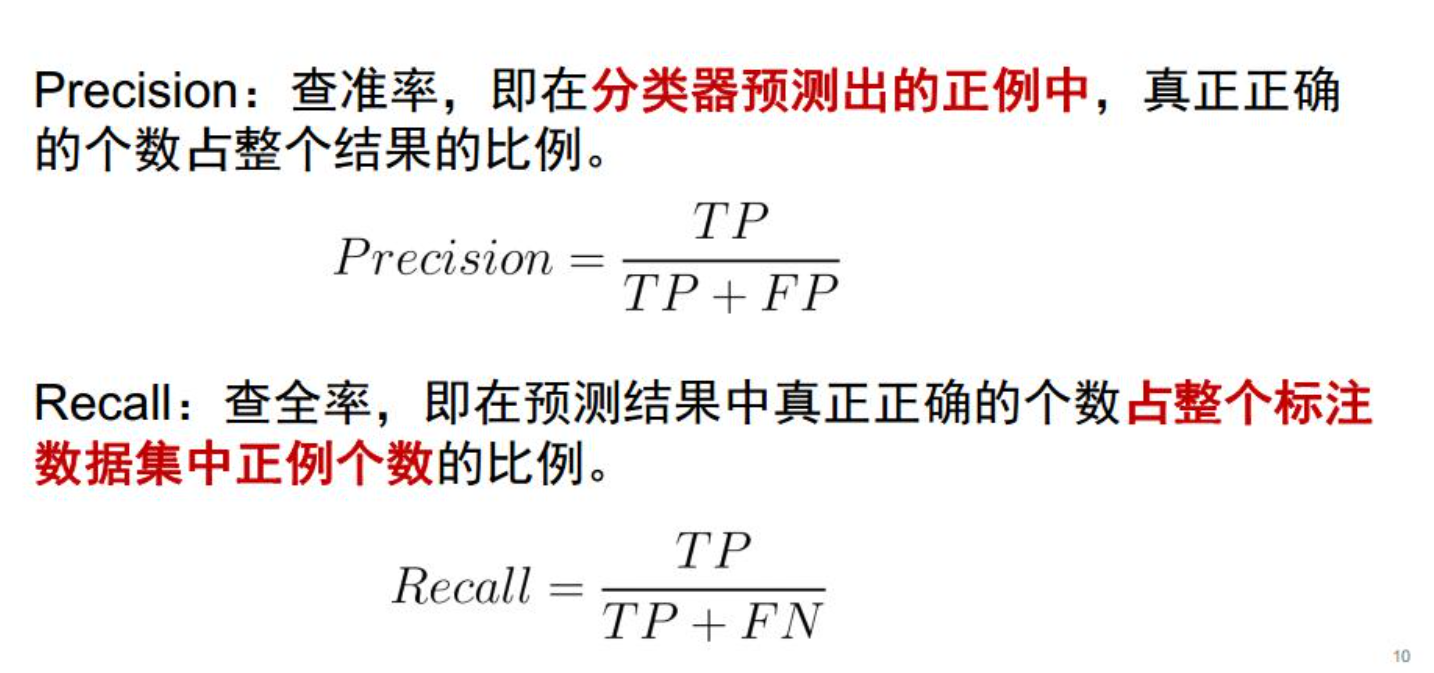 Precision：查准率，即在分类器预测出的正例中，真正正确
的个数占整个结果的比例。
Precision = \frac{TP}{TP + FP}
Recall：查全率，即在预测结果中真正正确的个数占整个标注
数据集中正例个数的比例。
Recall = \frac{TP}{TP + FN}
10